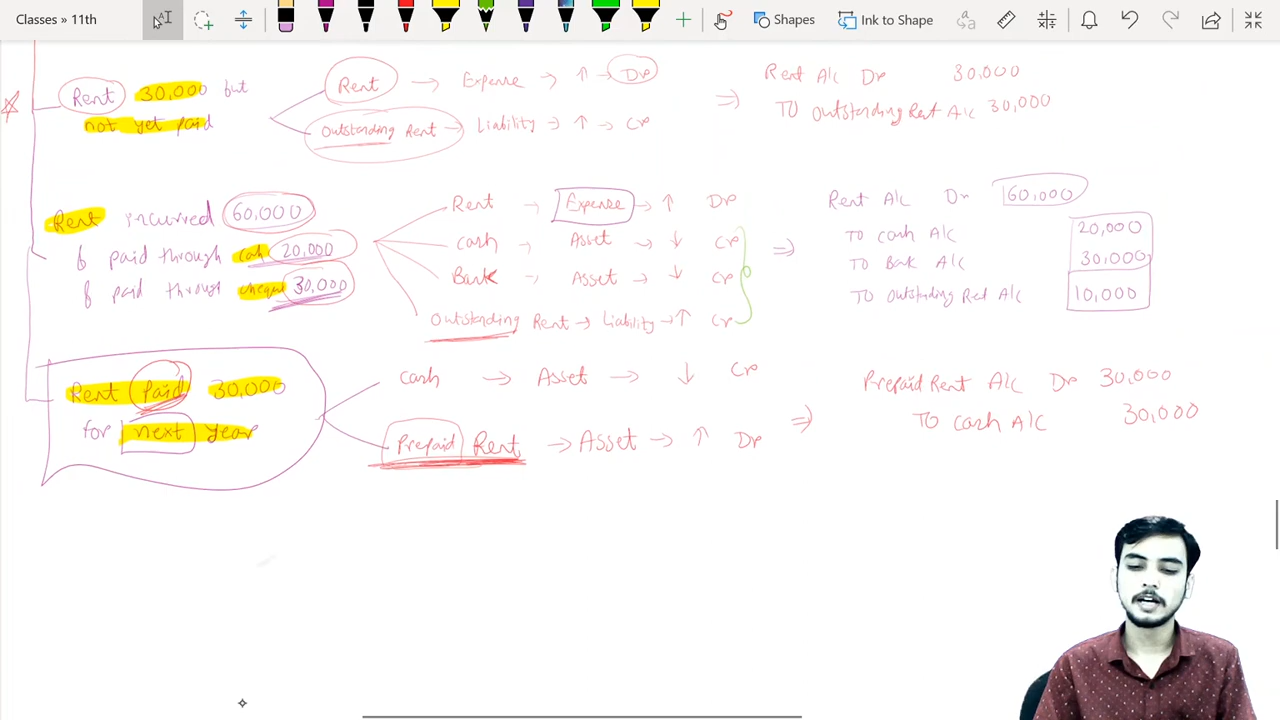 Classes » 11th
Shapes
Ink to Shape
Rent 30,000 but
not yet paid
Rent → Expense → ↑ → Dr
Outstanding Rent → Liability → ↑ → Cr
⇒
Rent A/c Dr 30,000
TO Outstanding Rent A/c 30,000
Rent incurred 60,000
& paid through cash 20,000
& paid through cheque 30,000
Rent → Expense → ↑ Dr
Cash → Asset → ↓ Cr
Bank → Asset → ↓ Cr
Outstanding Rent → Liability → ↑ Cr
⇒
Rent A/c Dr 60,000
TO Cash A/c 20,000
TO Bank A/c 30,000
TO Outstanding Rent A/c 10,000
Rent Paid 30,000
for next year
Cash → Asset → ↓ Cr
Prepaid Rent → Asset → ↑ Dr
⇒
Prepaid Rent A/c Dr 30,000
TO Cash A/c 30,000